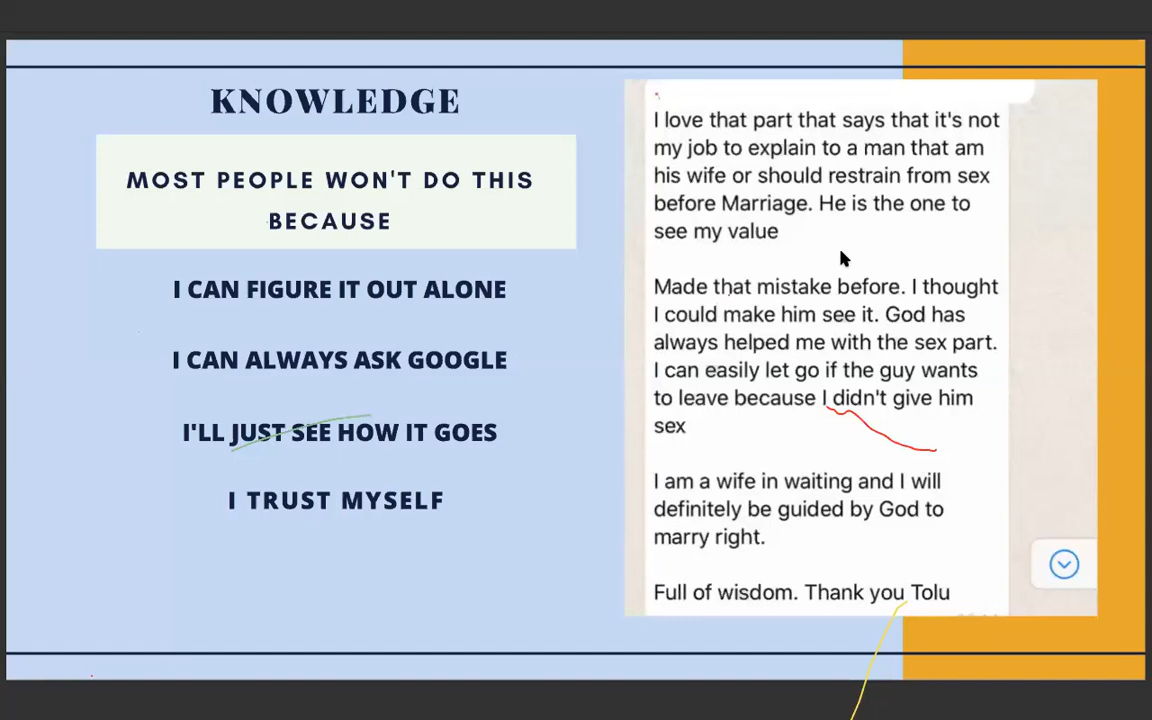 KNOWLEDGE
MOST PEOPLE WON'T DO THIS
BECAUSE
I CAN FIGURE IT OUT ALONE
I CAN ALWAYS ASK GOOGLE
I'LL JUST SEE HOW IT GOES
I TRUST MYSELF
I love that part that says that it's not
my job to explain to a man that am
his wife or should restrain from sex
before Marriage. He is the one to
see my value
Made that mistake before. I thought
I could make him see it. God has
always helped me with the sex part.
I can easily let go if the guy wants
to leave because I didn't give him
sex
I am a wife in waiting and I will
definitely be guided by God to
marry right.
Full of wisdom. Thank you Tolu